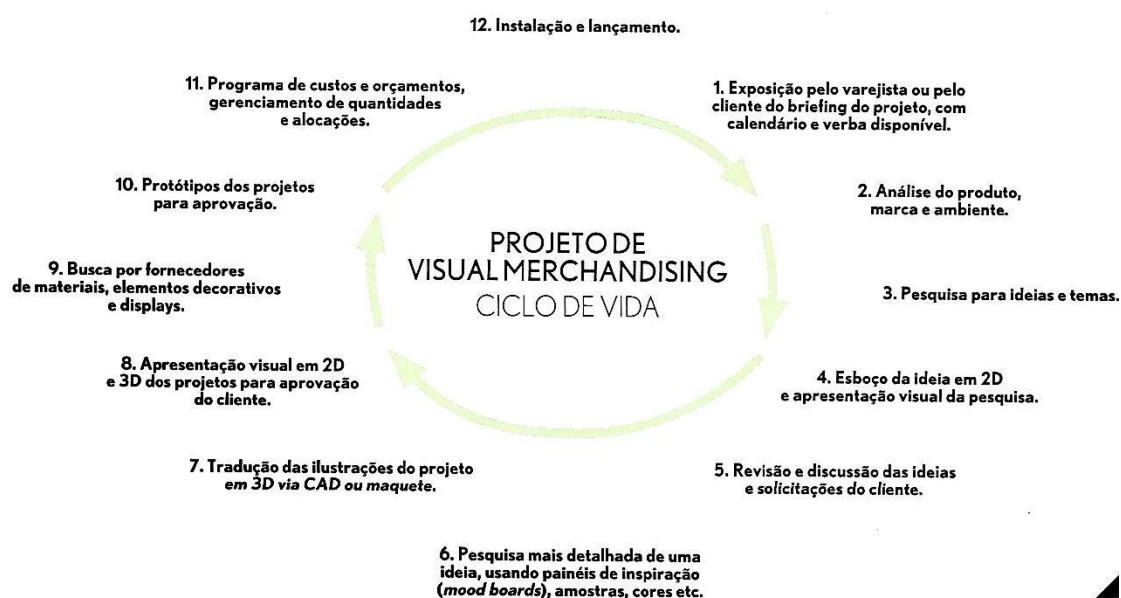 12. Instalação e lançamento.
11. Programa de custos e orçamentos,
gerenciamento de quantidades
e alocações.
1. Exposição pelo varejista ou pelo
cliente do briefing do projeto, com
calendário e verba disponível.
10. Protótipos dos projetos
para aprovação.
2. Análise do produto,
marca e ambiente.
PROJETO DE
VISUAL MERCHANDISING
CICLO DE VIDA
9. Busca por fornecedores
de materiais, elementos decorativos
e displays.
3. Pesquisa para ideias e temas.
8. Apresentação visual em 2D
e 3D dos projetos para aprovação
do cliente.
4. Esboço da ideia em 2D
e apresentação visual da pesquisa.
7. Tradução das ilustrações do projeto
em 3D via CAD ou maquete.
5. Revisão e discussão das ideias
e solicitações do cliente.
6. Pesquisa mais detalhada de uma
ideia, usando painéis de inspiração
(mood boards), amostras, cores etc.